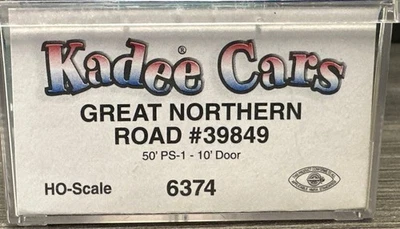 Kadee® Cars
GREAT NORTHERN
ROAD #39849
50' PS-1 - 10' Door
HO-Scale 6374